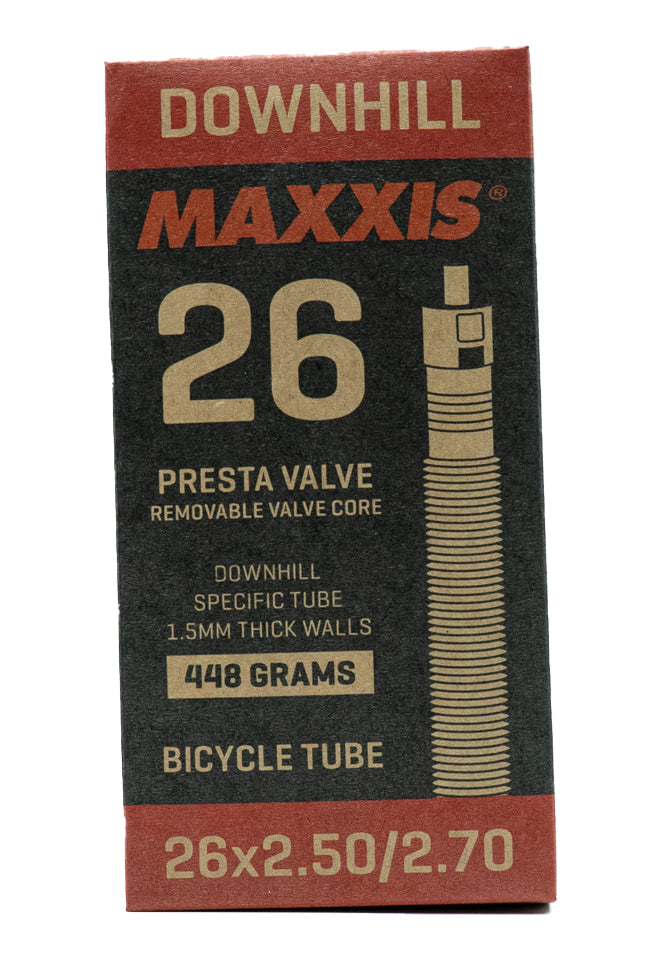 DOWNHILL
MAXXIS®
26
PRESTA VALVE
REMOVABLE VALVE CORE
DOWNHILL
SPECIFIC TUBE
1.5MM THICK WALLS
448 GRAMS
BICYCLE TUBE
26x2.50/2.70